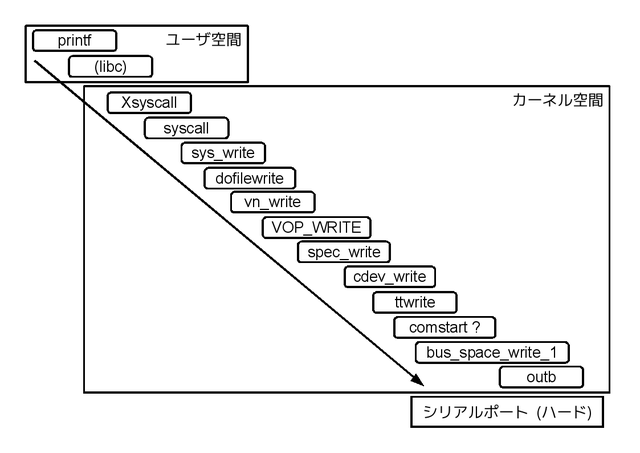 printf
ユーザ空間
(libc)
カーネル空間
Xsyscall
syscall
sys_write
dofilewrite
vn_write
VOP_WRITE
spec_write
cdev_write
ttwrite
comstart ?
bus_space_write_1
outb
シリアルポート (ハード)